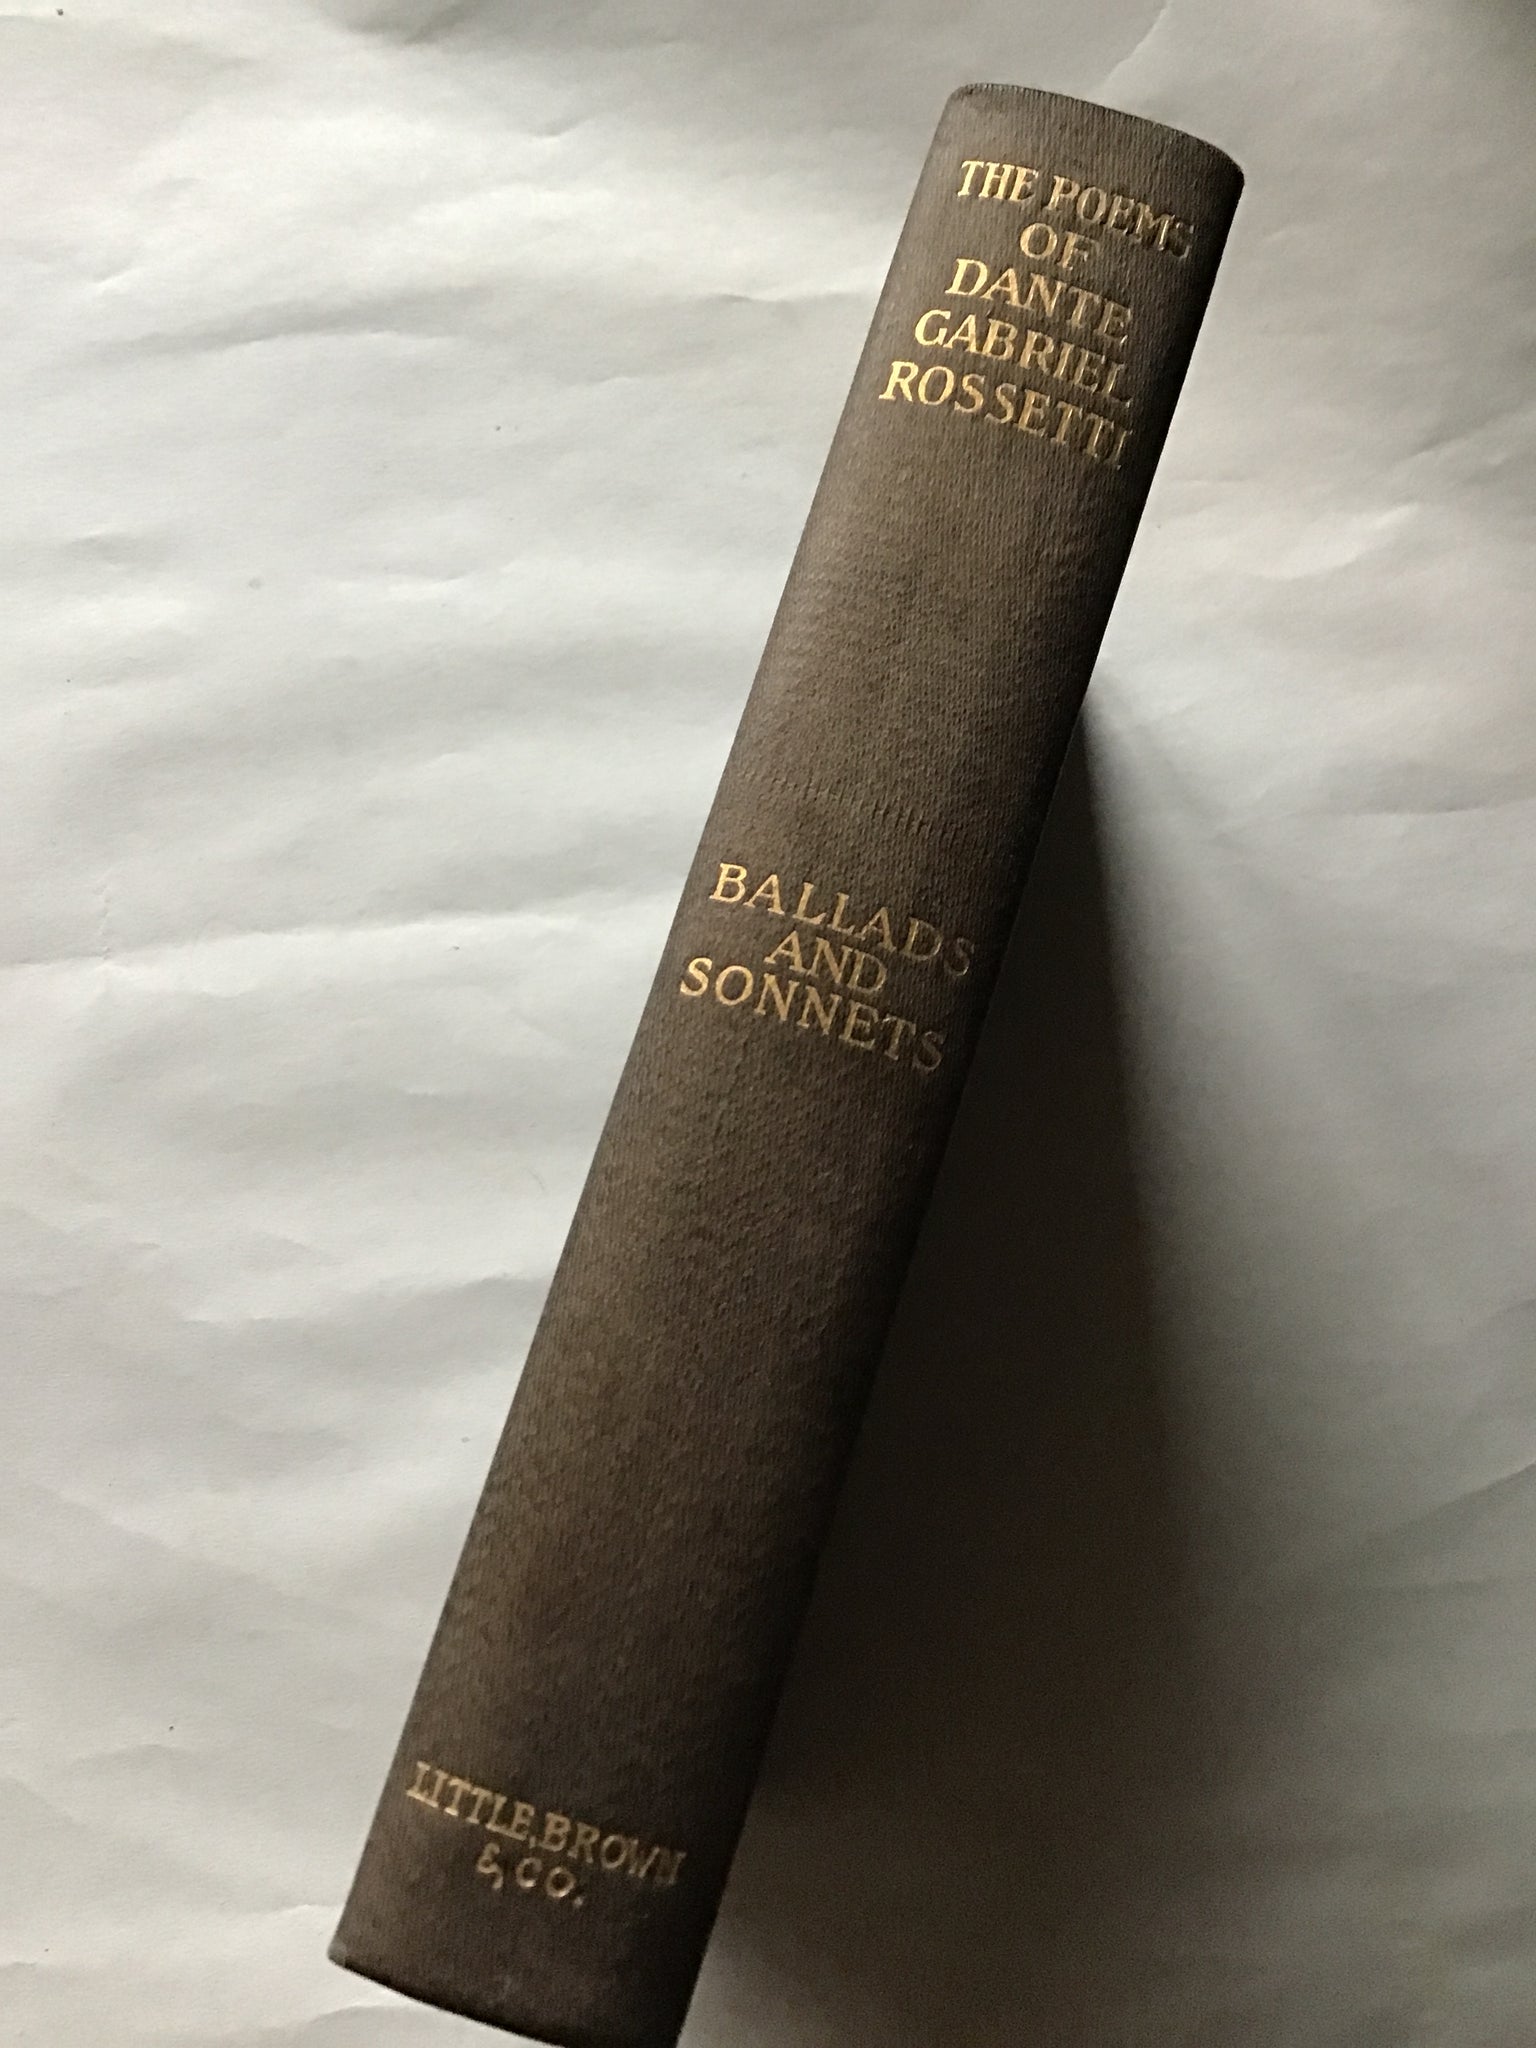 THE POEMS
OF
DANTE
GABRIEL
ROSSETTI
BALLADS
AND
SONNETS
LITTLE, BROWN
& CO.